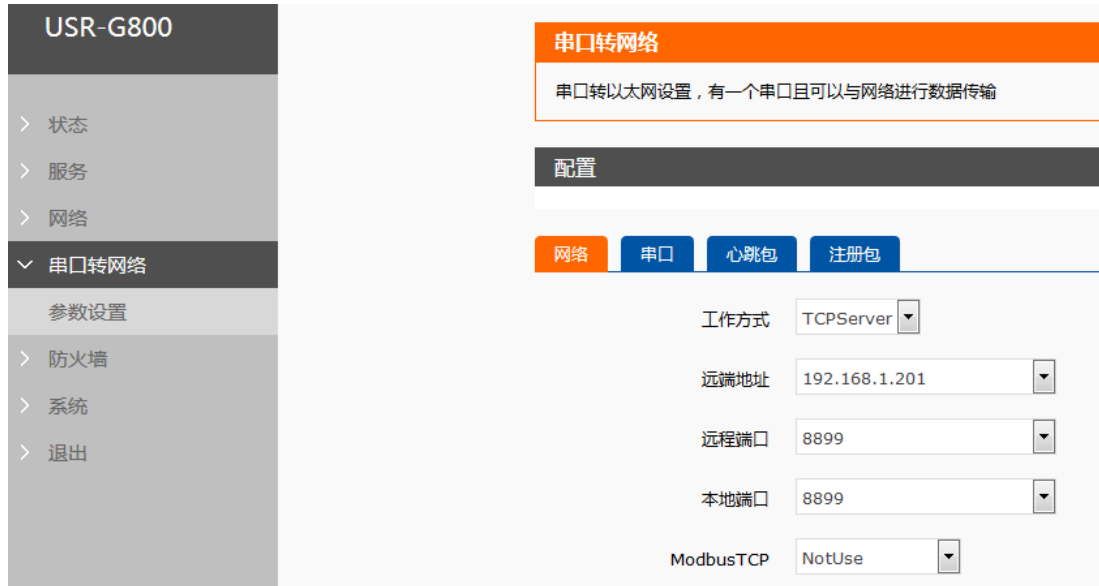 USR-G800
状态
服务
网络
串口转网络
参数设置
防火墙
系统
退出
串口转网络
串口转以太网设置，有一个串口且可以与网络进行数据传输
配置
网络 串口 心跳包 注册包
工作方式 TCPServer
远端地址 192.168.1.201
远程端口 8899
本地端口 8899
ModbusTCP NotUse